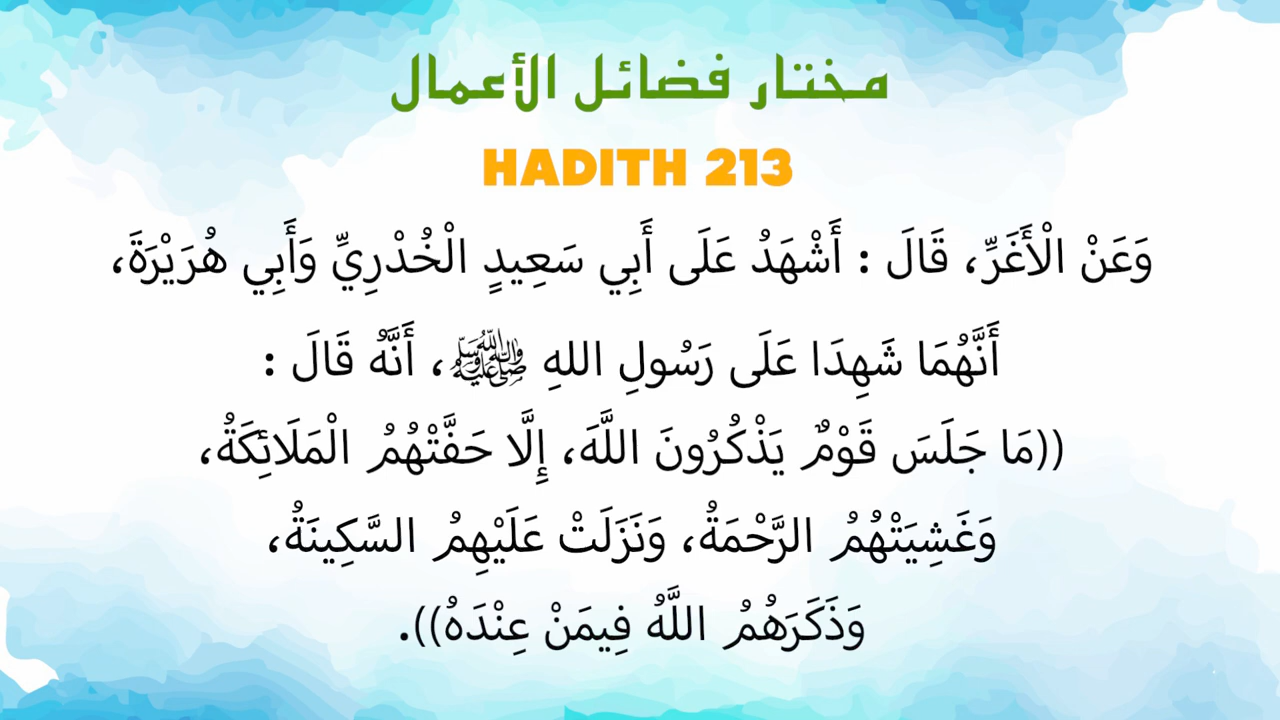 مختار فضائل الأعمال
HADITH 213
وَعَنْ الْأَغَرِّ، قَالَ : أَشْهَدُ عَلَى أَبِي سَعِيدٍ الْخُدْرِيِّ وَأَبِي هُرَيْرَةَ،
أَنَّهُمَا شَهِدَا عَلَى رَسُولِ اللهِ ﷺ، أَنَّهُ قَالَ :
((مَا جَلَسَ قَوْمٌ يَذْكُرُونَ اللَّهَ، إِلَّا حَفَّتْهُمُ الْمَلَائِكَةُ،
وَغَشِيَتْهُمُ الرَّحْمَةُ، وَنَزَلَتْ عَلَيْهِمُ السَّكِينَةُ،
وَذَكَرَهُمُ اللَّهُ فِيمَنْ عِنْدَهُ)).